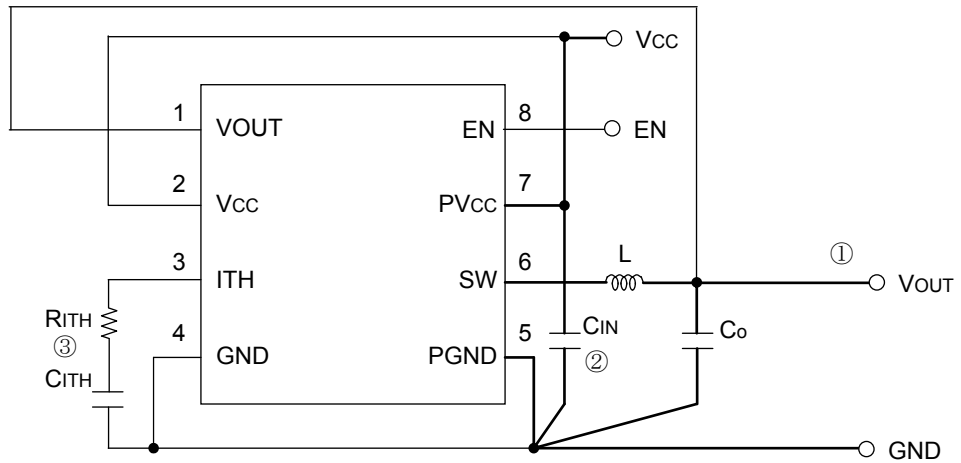 VCC
1
VOUT
EN
8
EN
2
VCC
PVCC
7
3
ITH
SW
6
L
①
VOUT
RITH
③
CITH
4
GND
PGND
5
CIN
②
Co
GND